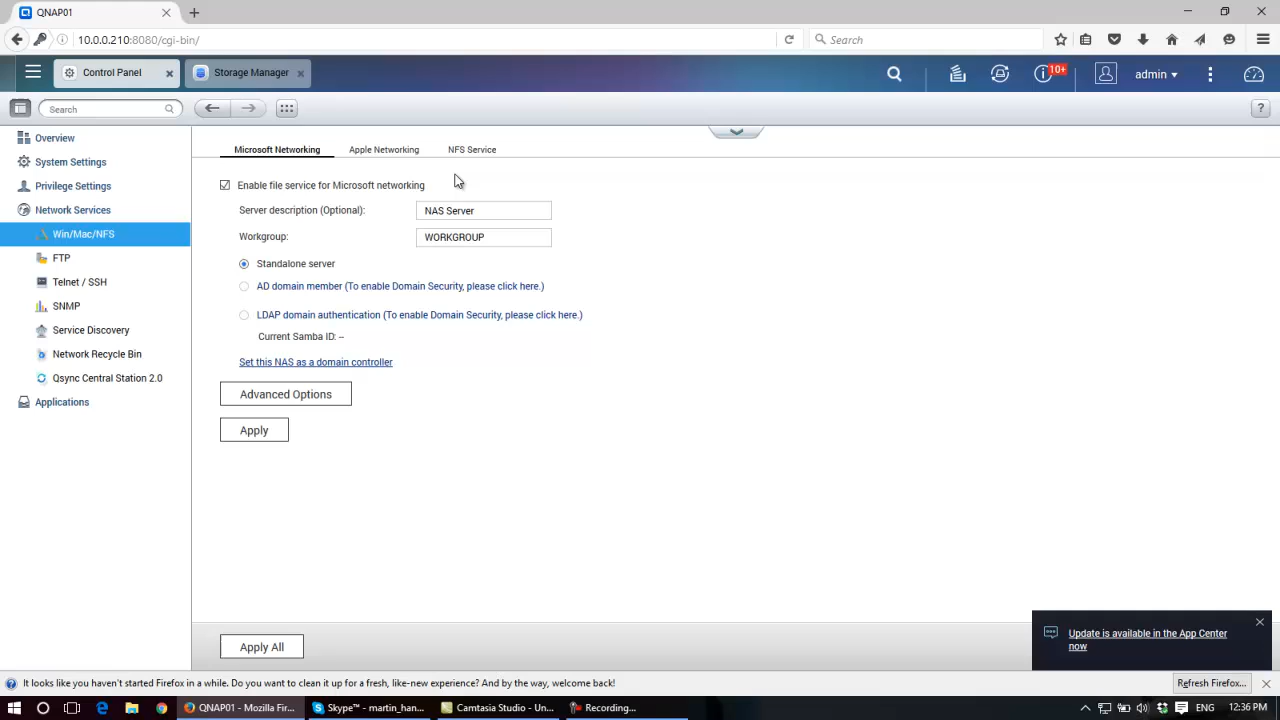 QNAP01
10.0.0.210:8080/cgi-bin/
Search
Control Panel
Storage Manager
10+
admin
Search
?
Overview
System Settings
Privilege Settings
Network Services
Win/Mac/NFS
FTP
Telnet / SSH
SNMP
Service Discovery
Network Recycle Bin
Qsync Central Station 2.0
Applications
Microsoft Networking
Apple Networking
NFS Service
Enable file service for Microsoft networking
Server description (Optional):
NAS Server
Workgroup:
WORKGROUP
Standalone server
AD domain member (To enable Domain Security, please click here.)
LDAP domain authentication (To enable Domain Security, please click here.)
Current Samba ID: --
Set this NAS as a domain controller
Advanced Options
Apply
Apply All
Update is available in the App Center
now
It looks like you haven't started Firefox in a while. Do you want to clean it up for a fresh, like-new experience? And by the way, welcome back!
Refresh Firefox...
QNAP01 - Mozilla Fir...
Skype™ - martin_han...
Camtasia Studio - Un...
Recording...
ENG
12:36 PM